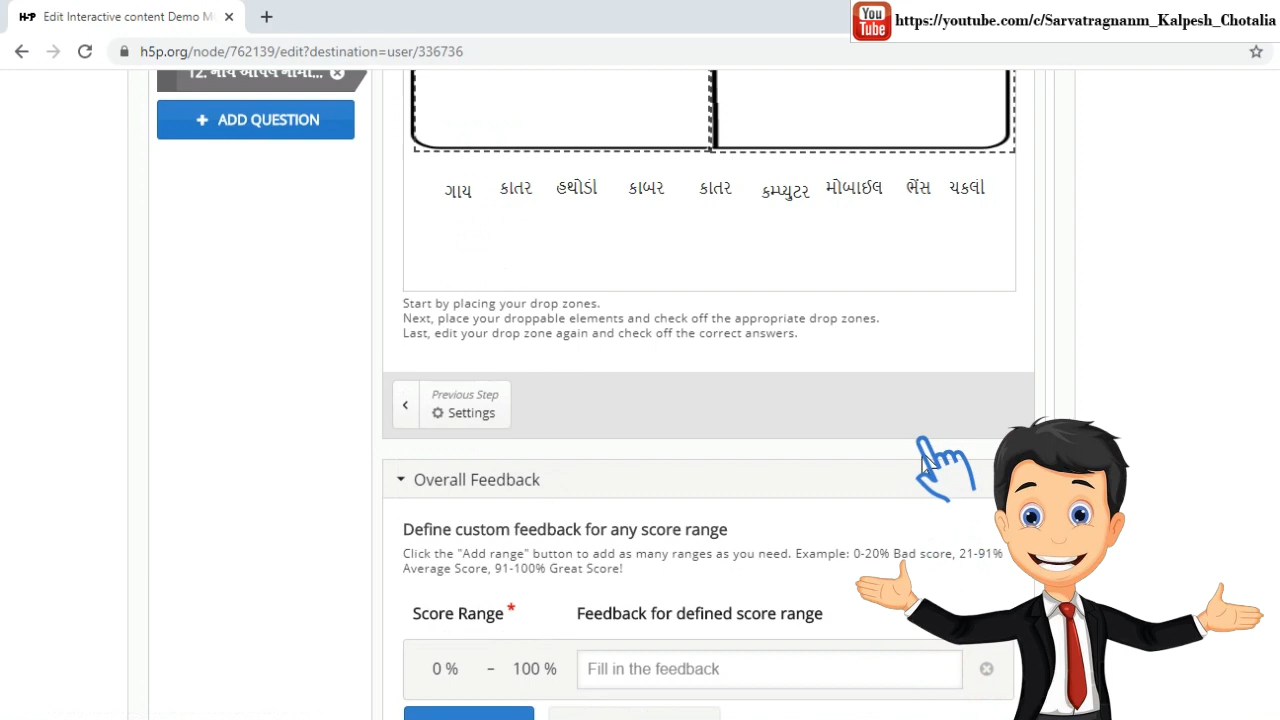 Edit Interactive content Demo M
You Tube
https://youtube.com/c/Sarvatragnanm_Kalpesh_Chotalia
h5p.org/node/762139/edit?destination=user/336736
+ ADD QUESTION
ગાય કાતર હથોડી કાબર કાતર કમ્પ્યુટર મોબાઈલ ભેંસ ચકલી
Start by placing your drop zones.
Next, place your droppable elements and check off the appropriate drop zones.
Last, edit your drop zone again and check off the correct answers.
Previous Step
Settings
Overall Feedback
Define custom feedback for any score range
Click the "Add range" button to add as many ranges as you need. Example: 0-20% Bad score, 21-91%
Average Score, 91-100% Great Score!
Score Range * Feedback for defined score range
0 % – 100 % Fill in the feedback